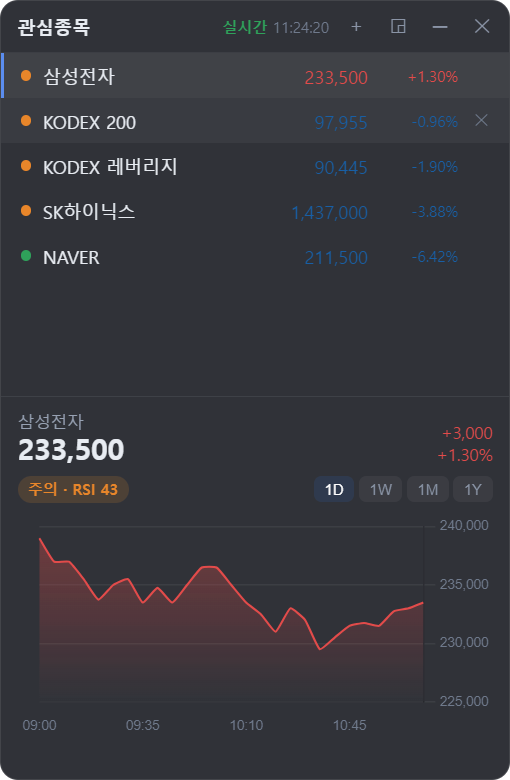 관심종목 실시간 11:24:20
삼성전자 233,500 +1.30%
KODEX 200 97,955 -0.96%
KODEX 레버리지 90,445 -1.90%
SK하이닉스 1,437,000 -3.88%
NAVER 211,500 -6.42%
삼성전자
233,500 +3,000
+1.30%
주의 · RSI 43 1D 1W 1M 1Y
240,000
235,000
230,000
225,000
09:00 09:35 10:10 10:45